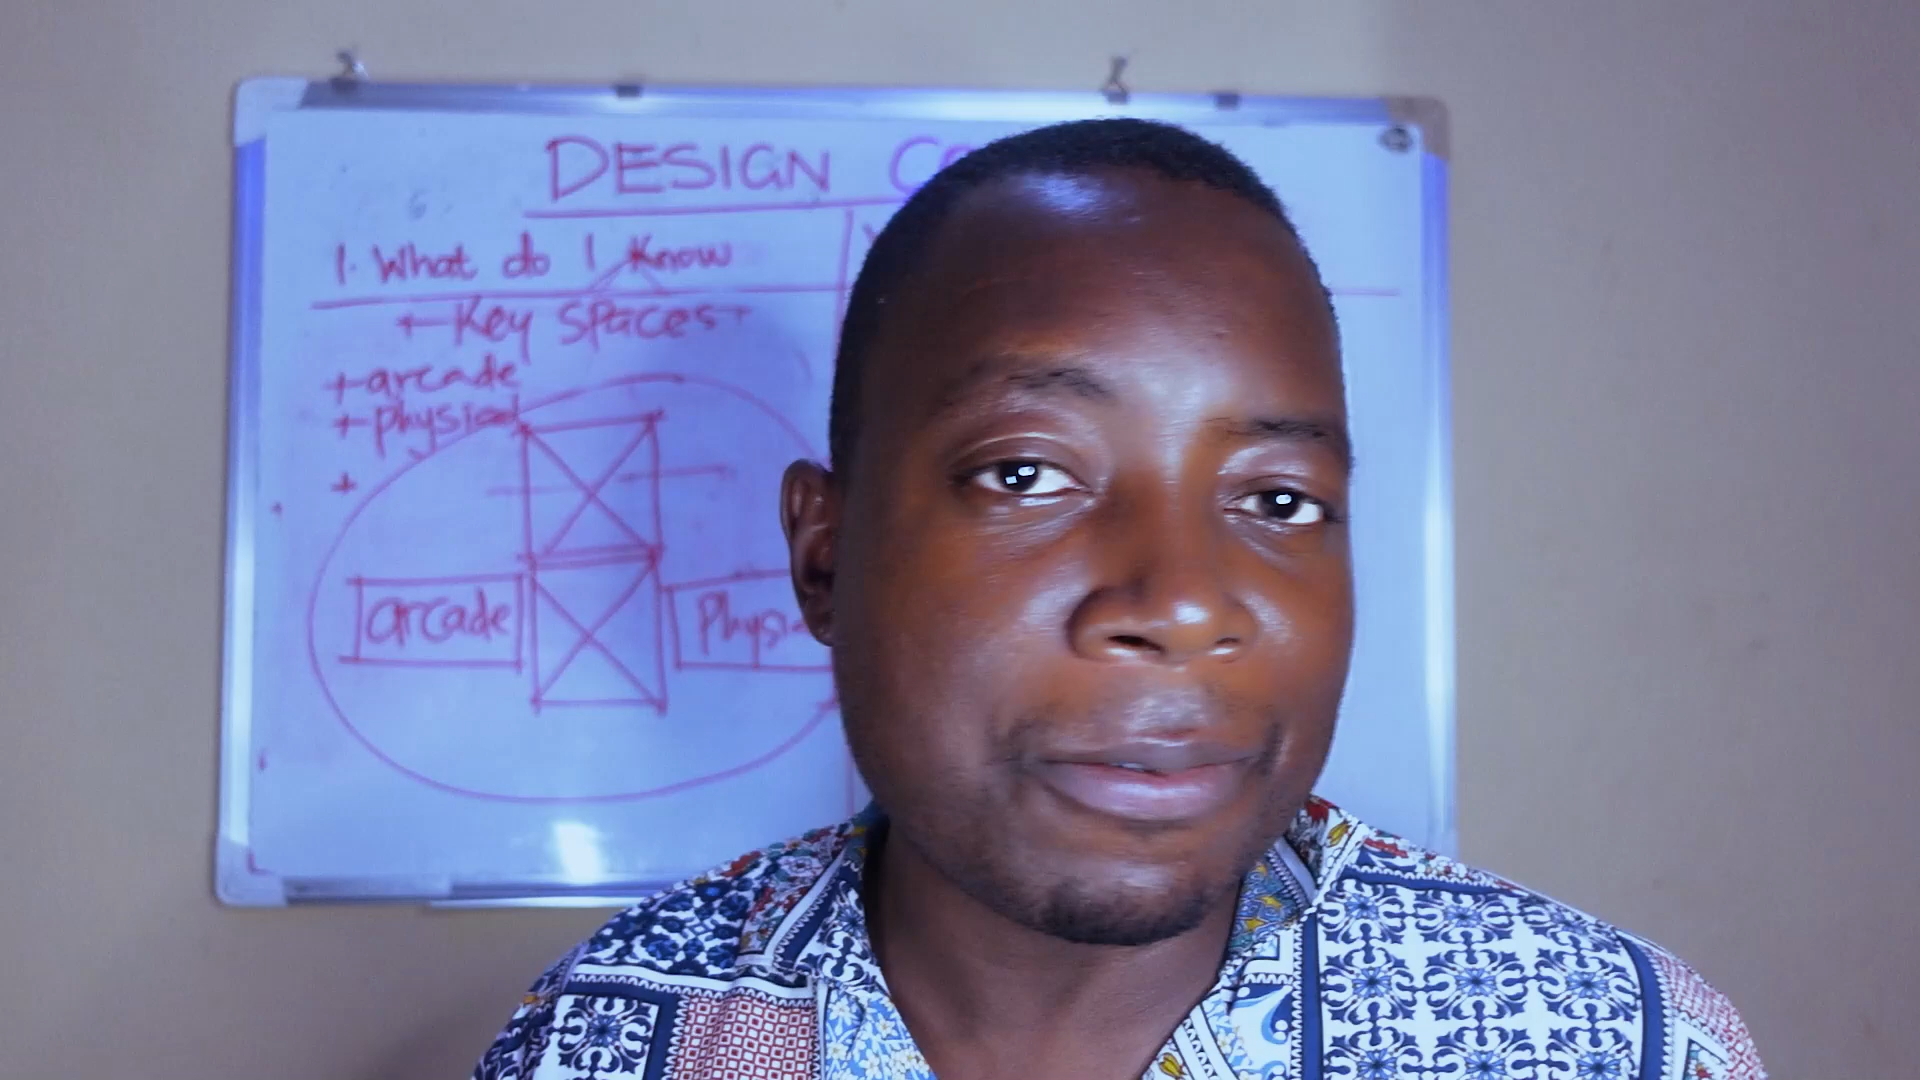 DESIGN
1. What do I Know
+ Key spaces +
+ arcade
+ physical
+
arcade